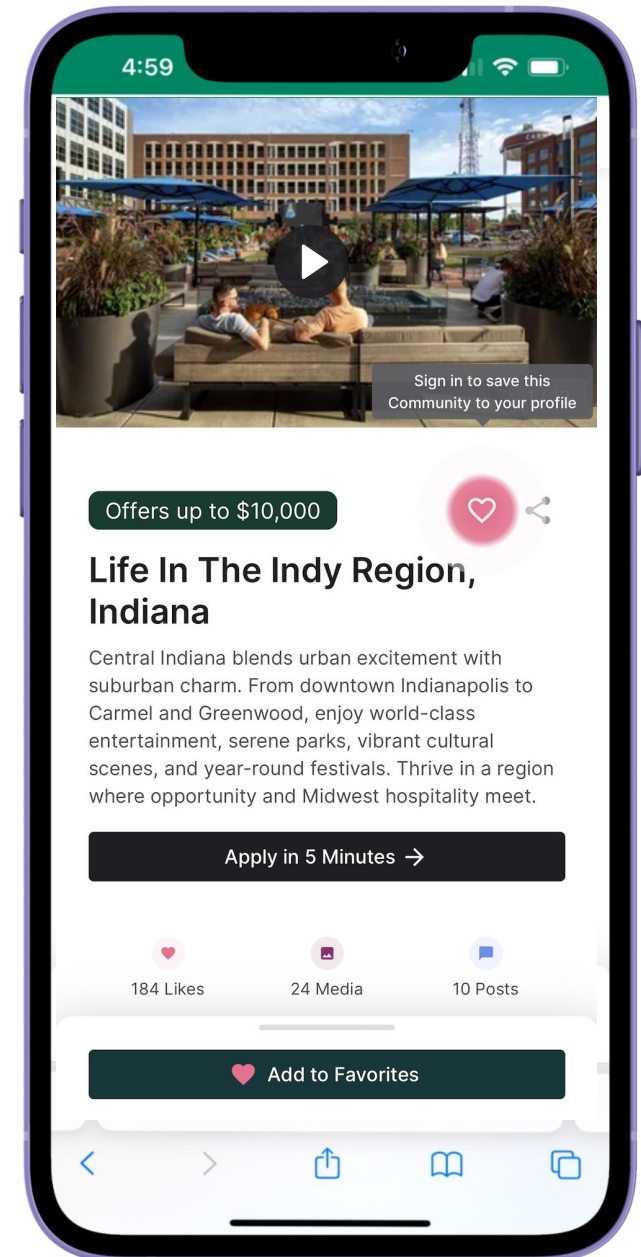 4:59
Sign in to save this
Community to your profile
Offers up to $10,000
Life In The Indy Region,
Indiana
Central Indiana blends urban excitement with
suburban charm. From downtown Indianapolis to
Carmel and Greenwood, enjoy world-class
entertainment, serene parks, vibrant cultural
scenes, and year-round festivals. Thrive in a region
where opportunity and Midwest hospitality meet.
Apply in 5 Minutes →
184 Likes
24 Media
10 Posts
Add to Favorites